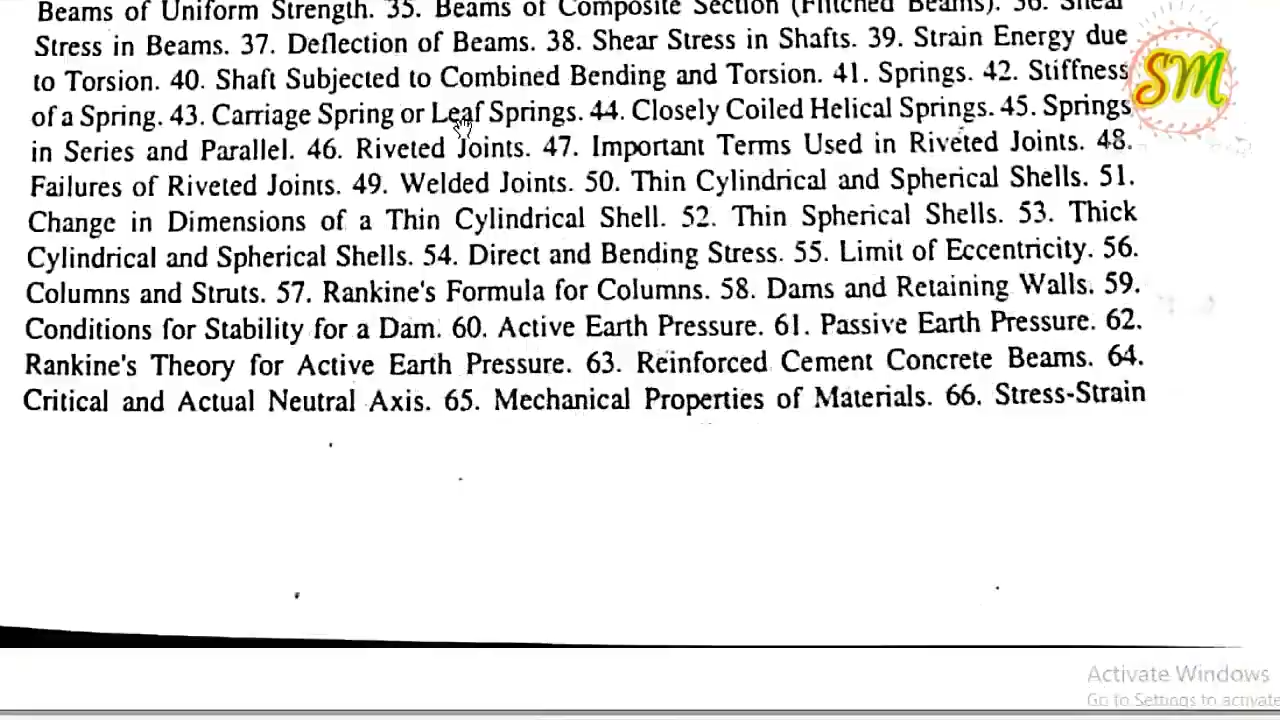 Beams of Uniform Strength. 35. Beams of Composite Section (Flitched Beams). 36. Shear
Stress in Beams. 37. Deflection of Beams. 38. Shear Stress in Shafts. 39. Strain Energy due
to Torsion. 40. Shaft Subjected to Combined Bending and Torsion. 41. Springs. 42. Stiffness
of a Spring. 43. Carriage Spring or Leaf Springs. 44. Closely Coiled Helical Springs. 45. Springs
in Series and Parallel. 46. Riveted Joints. 47. Important Terms Used in Riveted Joints. 48.
Failures of Riveted Joints. 49. Welded Joints. 50. Thin Cylindrical and Spherical Shells. 51.
Change in Dimensions of a Thin Cylindrical Shell. 52. Thin Spherical Shells. 53. Thick
Cylindrical and Spherical Shells. 54. Direct and Bending Stress. 55. Limit of Eccentricity. 56.
Columns and Struts. 57. Rankine's Formula for Columns. 58. Dams and Retaining Walls. 59.
Conditions for Stability for a Dam. 60. Active Earth Pressure. 61. Passive Earth Pressure. 62.
Rankine's Theory for Active Earth Pressure. 63. Reinforced Cement Concrete Beams. 64.
Critical and Actual Neutral Axis. 65. Mechanical Properties of Materials. 66. Stress-Strain
SM
Activate Windows
Go to Settings to activate